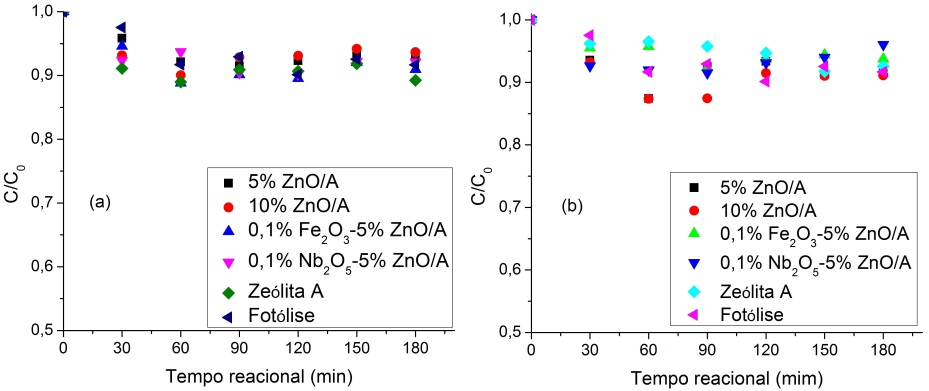 1,0
0,9
0,8
0,7
0,6
0,5
C/C0
(a)
5% ZnO/A
10% ZnO/A
0,1% Fe2O3-5% ZnO/A
0,1% Nb2O5-5% ZnO/A
Zeólita A
Fotólise
0 30 60 90 120 150 180
Tempo reacional (min)
1,0
0,9
0,8
0,7
0,6
0,5
C/C0
(b)
5% ZnO/A
10% ZnO/A
0,1% Fe2O3-5% ZnO/A
0,1% Nb2O5-5% ZnO/A
Zeólita A
Fotólise
0 30 60 90 120 150 180
Tempo reacional (mim)